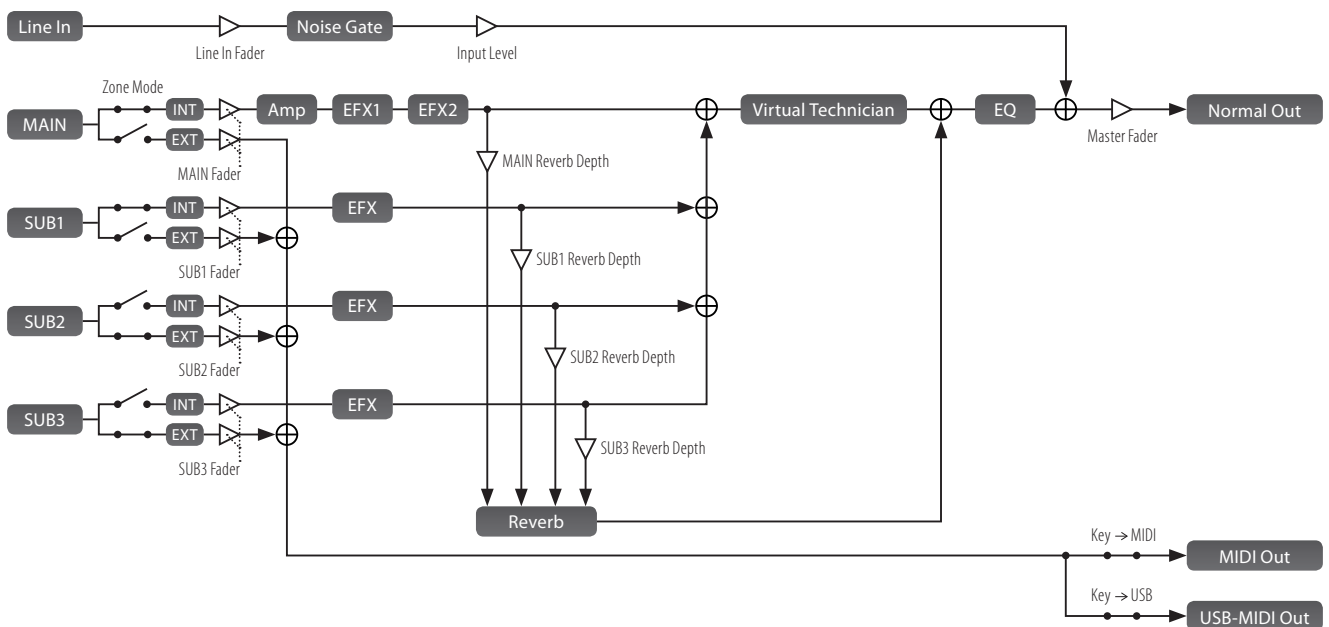 Line In
Line In Fader
Noise Gate
Input Level
Zone Mode
MAIN
INT
EXT
MAIN Fader
Amp
EFX1
EFX2
MAIN Reverb Depth
Virtual Technician
EQ
Master Fader
Normal Out
SUB1
INT
EXT
SUB1 Fader
EFX
SUB1 Reverb Depth
SUB2
INT
EXT
SUB2 Fader
EFX
SUB2 Reverb Depth
SUB3
INT
EXT
SUB3 Fader
EFX
SUB3 Reverb Depth
Reverb
Key → MIDI
MIDI Out
Key → USB
USB-MIDI Out